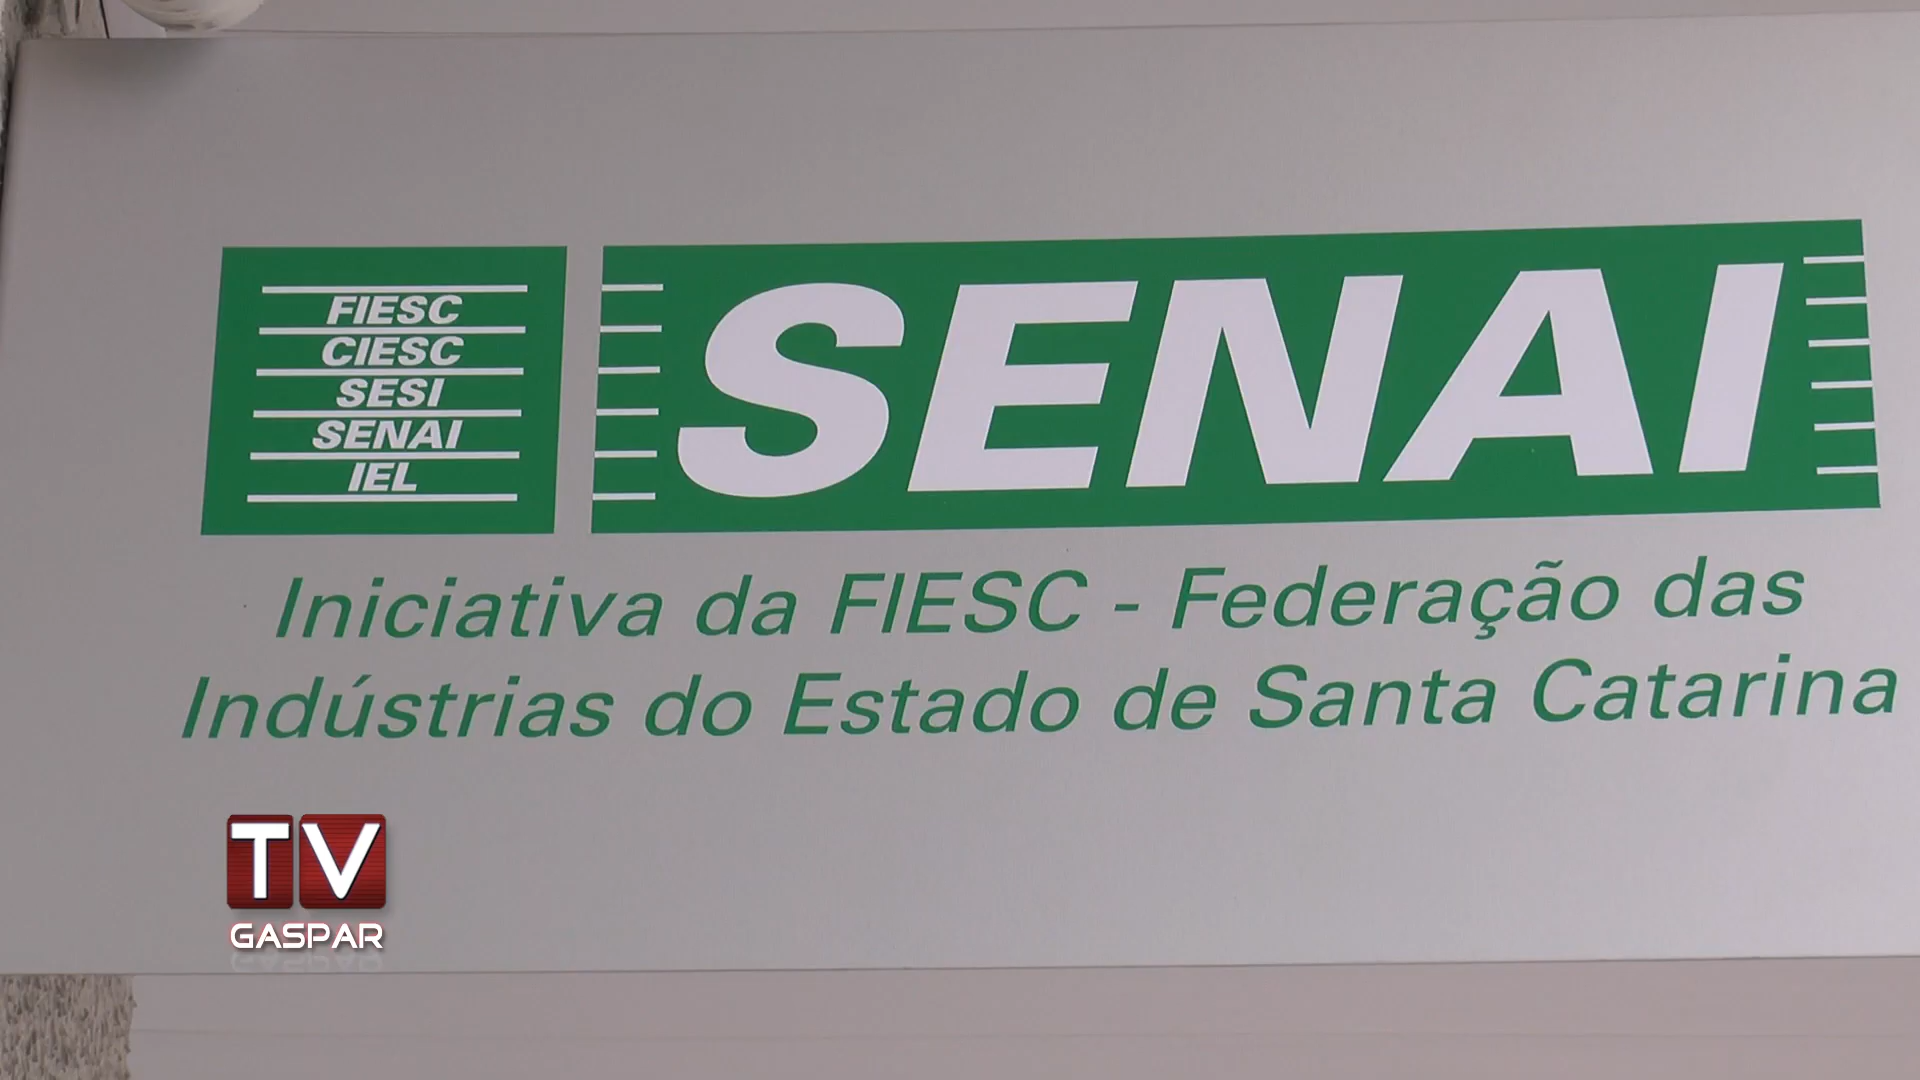 FIESC
CIESC
SESI
SENAI
IEL
SENAI
Iniciativa da FIESC - Federação das
Indústrias do Estado de Santa Catarina
TV
GASPAR